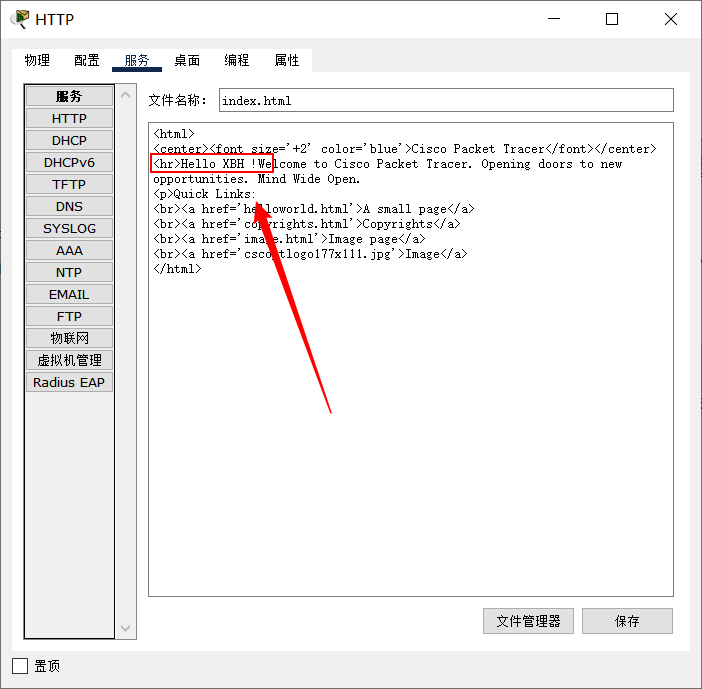 HTTP
物理 配置 服务 桌面 编程 属性
服务
HTTP
DHCP
DHCPv6
TFTP
DNS
SYSLOG
AAA
NTP
EMAIL
FTP
物联网
虚拟机管理
Radius EAP
文件名称： index.html
<html>
<center><font size='+2' color='blue'>Cisco Packet Tracer</font></center>
<hr>Hello XBH !Welcome to Cisco Packet Tracer. Opening doors to new
opportunities. Mind Wide Open.
<p>Quick Links:
<br><a href='helloworld.html'>A small page</a>
<br><a href='copyrights.html'>Copyrights</a>
<br><a href='image.html'>Image page</a>
<br><a href='cscoptlogo177x111.jpg'>Image</a>
</html>
文件管理器 保存
置顶